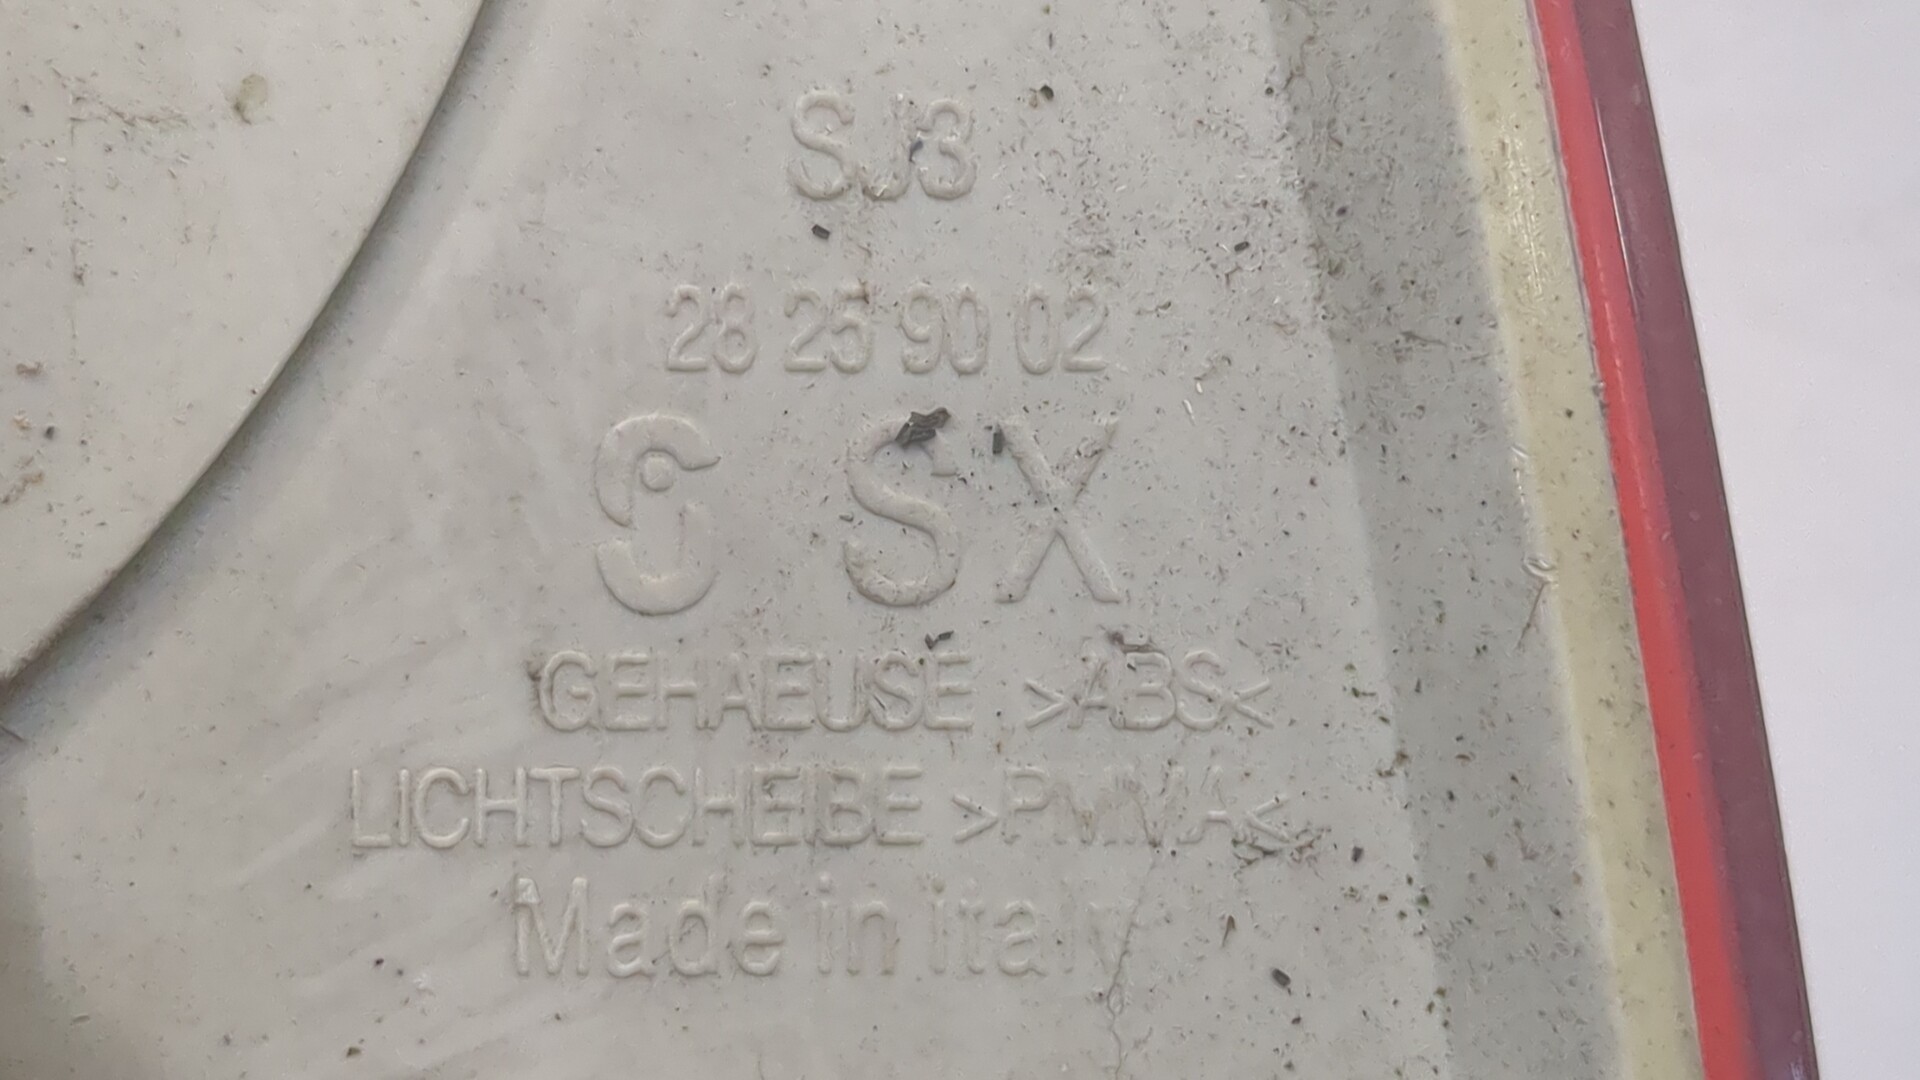 SJ3
28 25 90 02
SX
GEHAEUSE >ABS<
LICHTSCHEIBE >PMMA<
Made in Italy